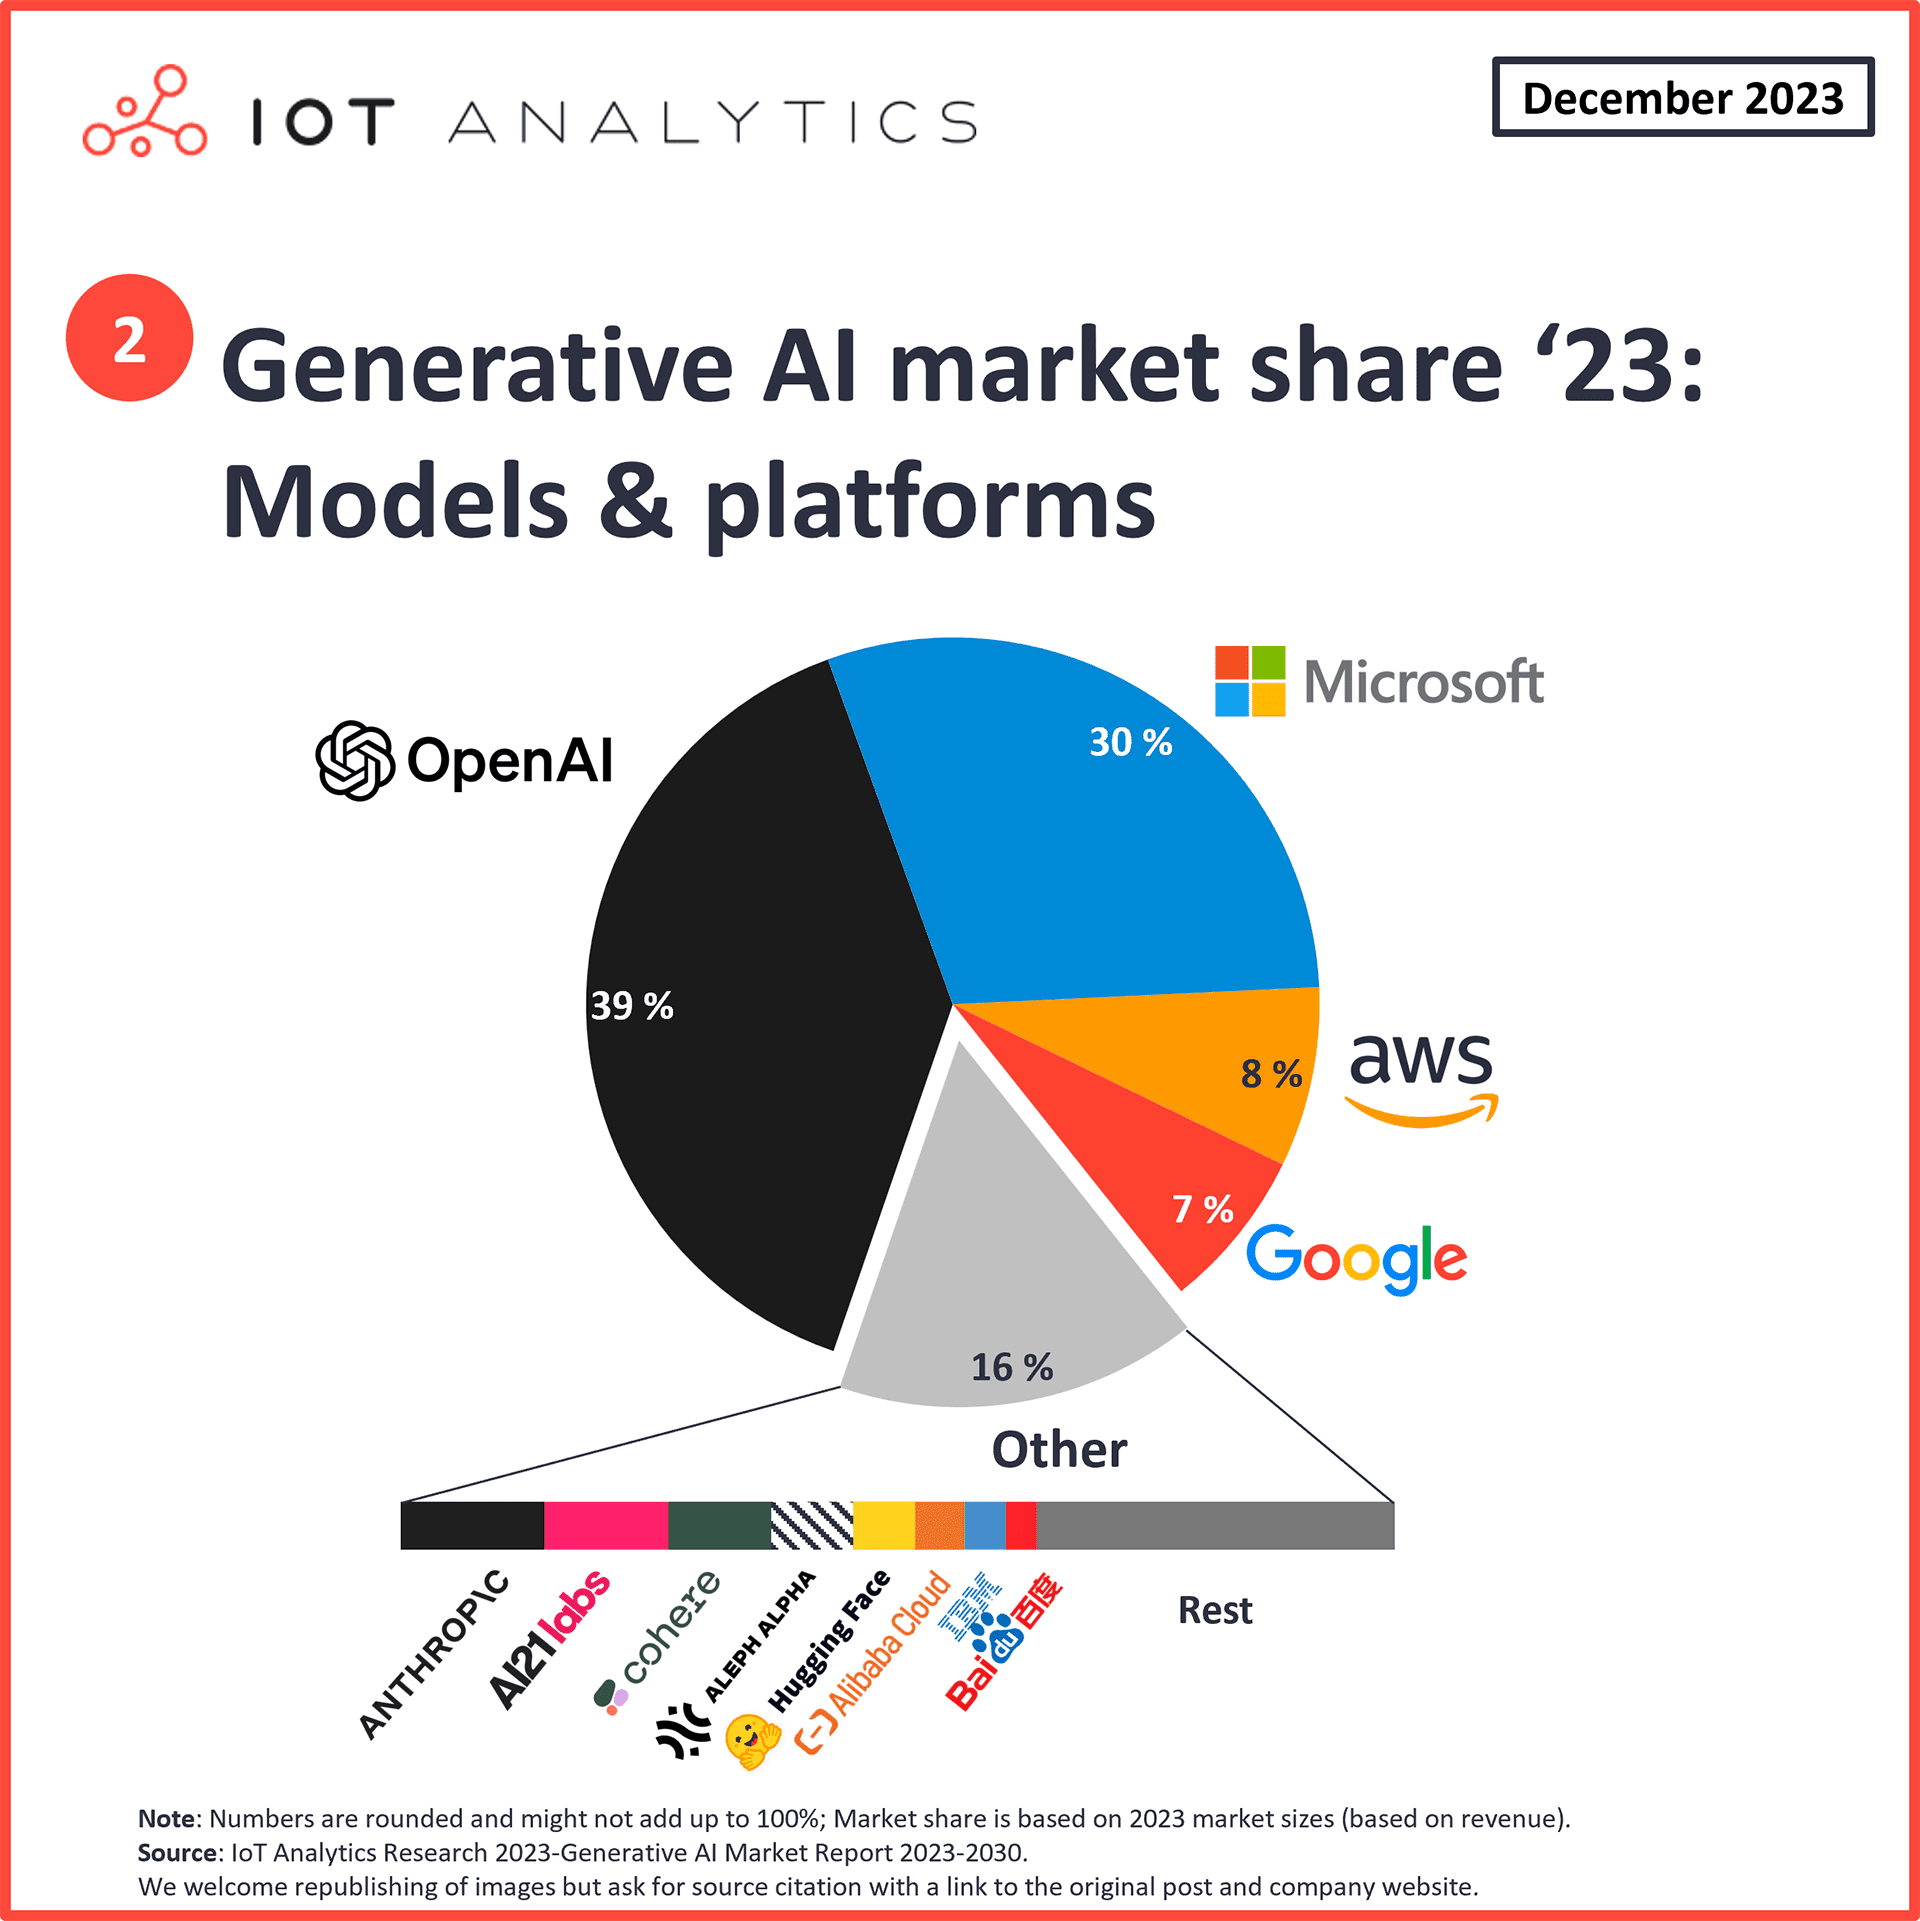 IOT ANALYTICS
December 2023
2
Generative AI market share ‘23:
Models & platforms
OpenAI
Microsoft
30 %
39 %
aws
8 %
7 %
Google
16 %
Other
ANTHROP\C
AI21labs
cohere
ALEPH ALPHA
Hugging Face
Alibaba Cloud
IBM
Bai du 百度
Rest
Note: Numbers are rounded and might not add up to 100%; Market share is based on 2023 market sizes (based on revenue).
Source: IoT Analytics Research 2023-Generative AI Market Report 2023-2030.
We welcome republishing of images but ask for source citation with a link to the original post and company website.